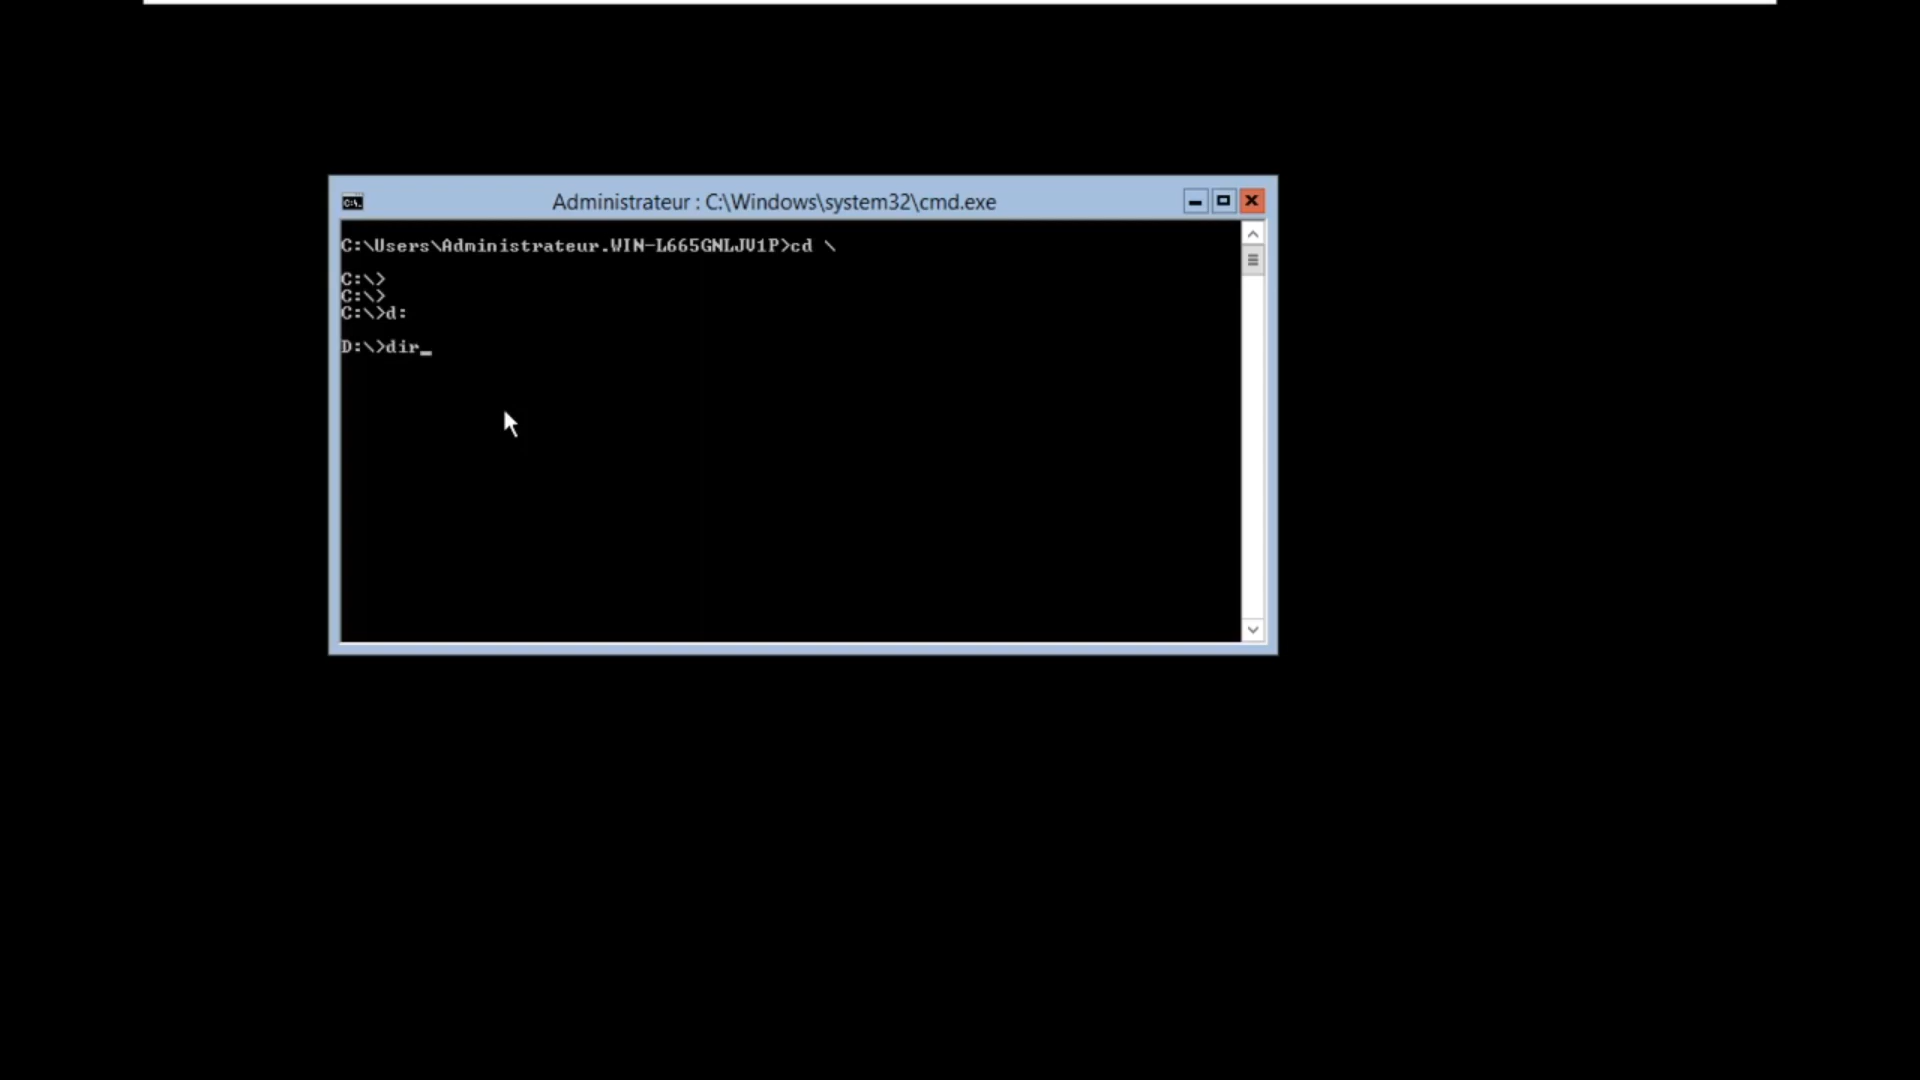 Administrateur : C:\Windows\system32\cmd.exe
C:\Users\Administrateur.WIN-L665GNLJV1P>cd \
C:\>
C:\>
C:\>d:
D:\>dir_